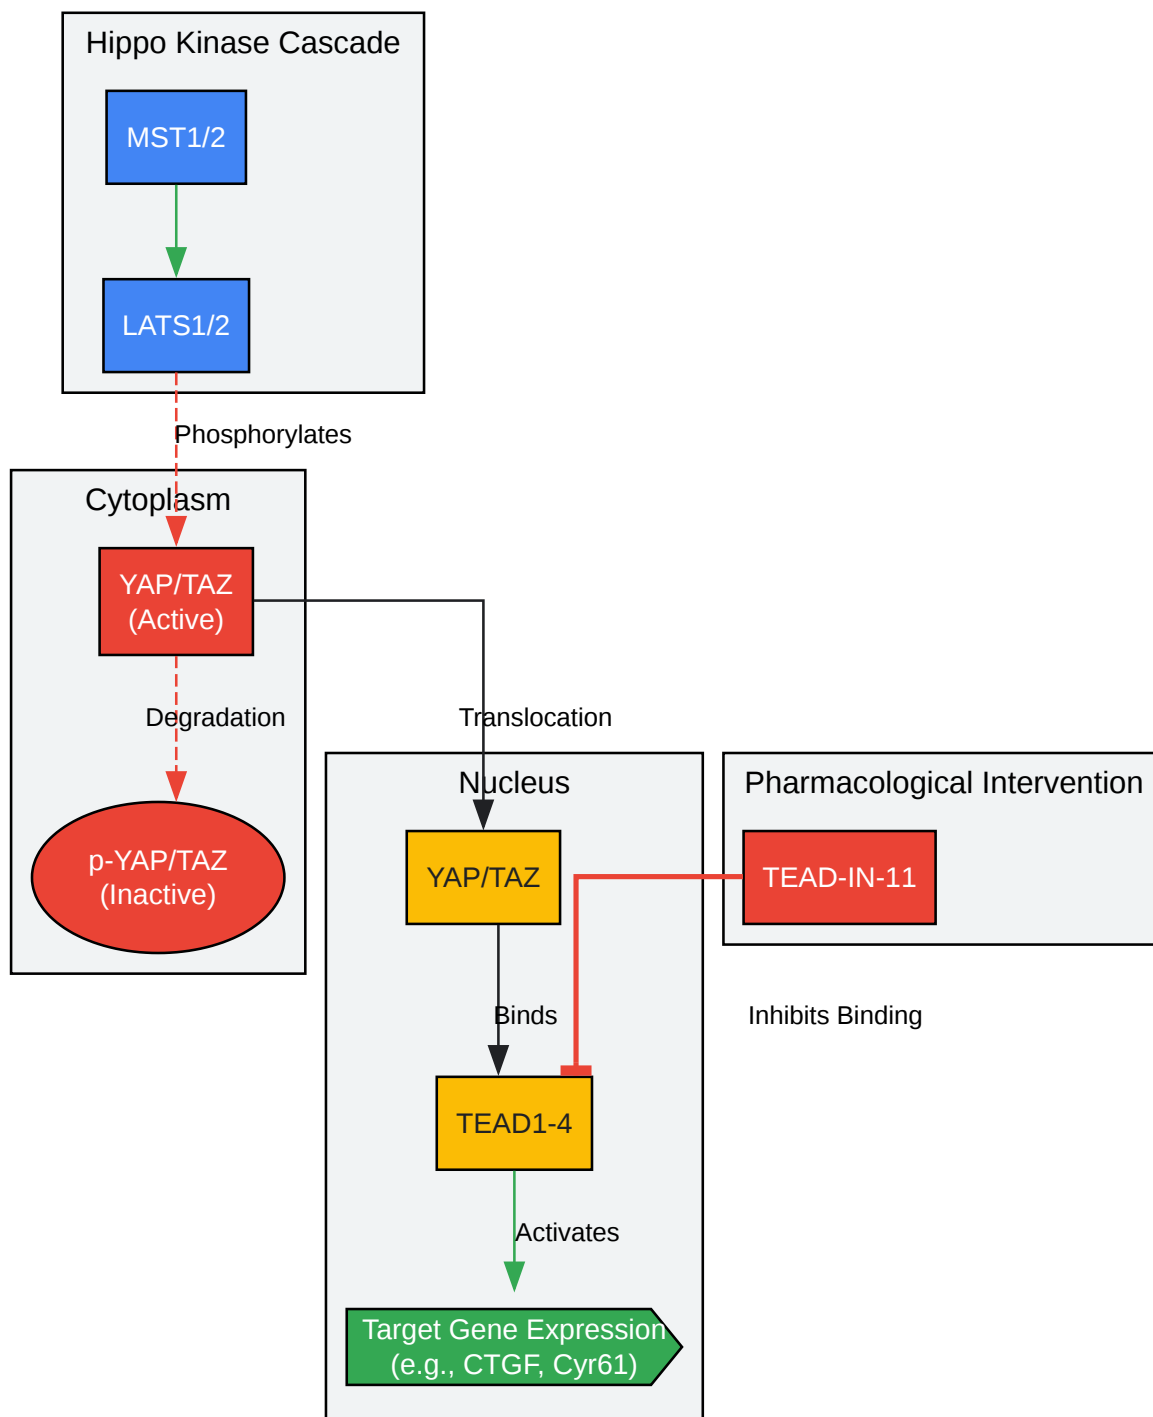 Hippo Kinase Cascade
MST1/2
LATS1/2
Phosphorylates
Cytoplasm
YAP/TAZ
(Active)
Degradation
Translocation
p-YAP/TAZ
(Inactive)
Nucleus
YAP/TAZ
Pharmacological Intervention
TEAD-IN-11
Binds
Inhibits Binding
TEAD1-4
Activates
Target Gene Expression
(e.g., CTGF, Cyr61)